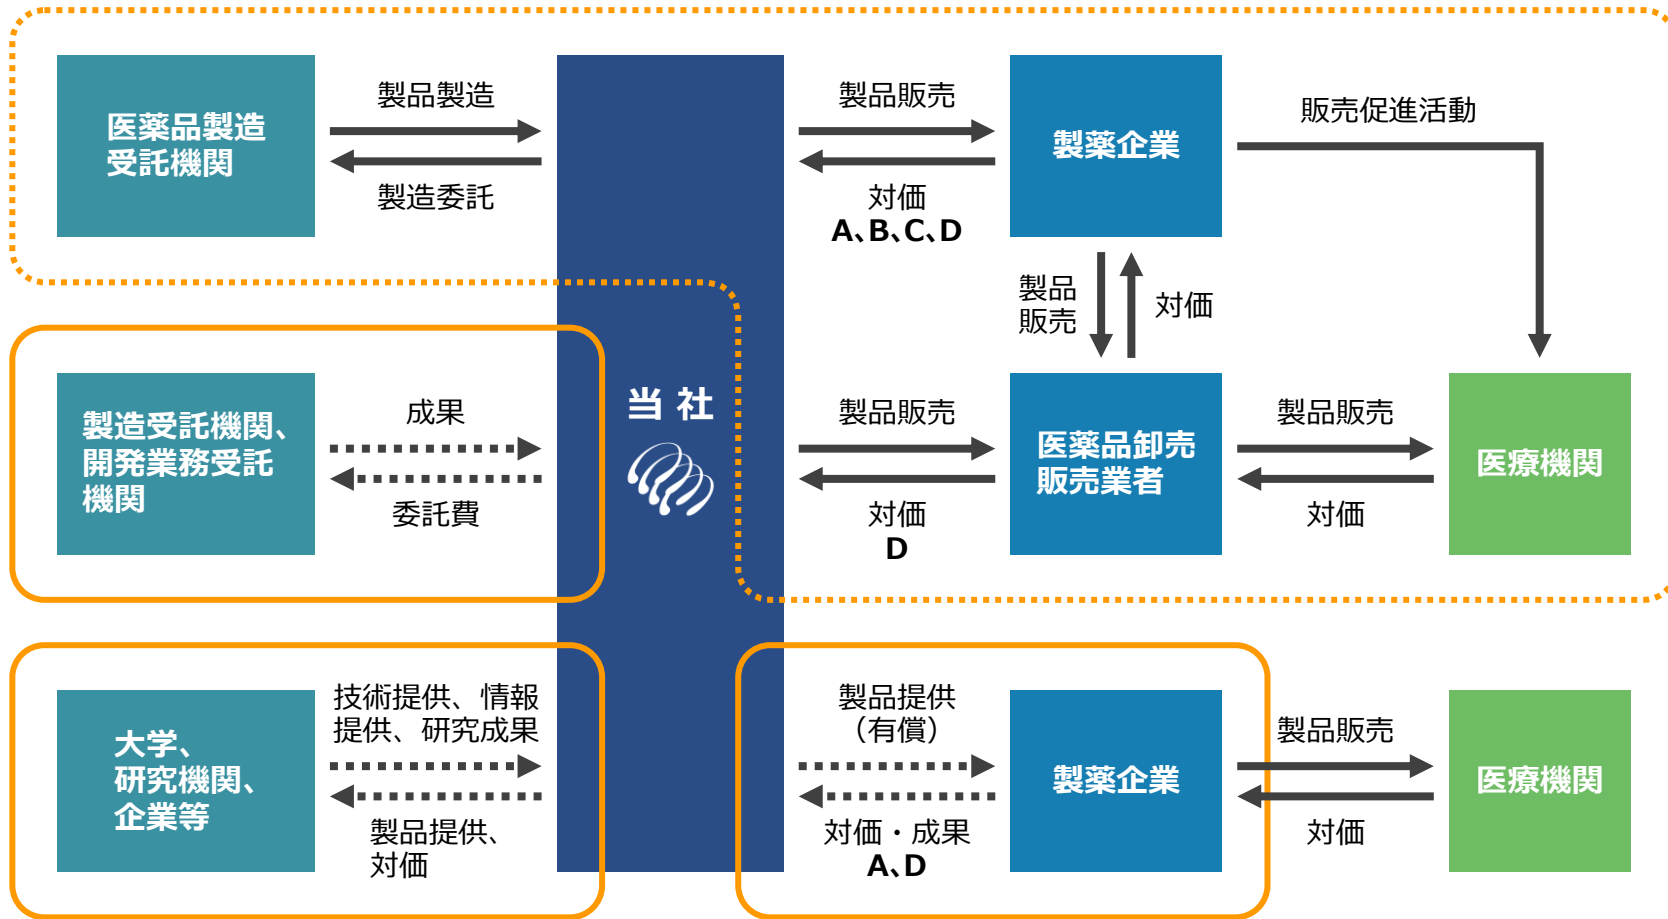 医薬品製造
受託機関
製品製造
製造委託
製品販売
対価
A、B、C、D
製薬企業
販売促進活動
製品
販売
対価
製造受託機関、
開発業務受託
機関
成果
委託費
当社
製品販売
対価
D
医薬品卸売
販売業者
製品販売
対価
医療機関
大学、
研究機関、
企業等
技術提供、情報
提供、研究成果
製品提供、
対価
製品提供
（有償）
対価・成果
A、D
製薬企業
製品販売
対価
医療機関